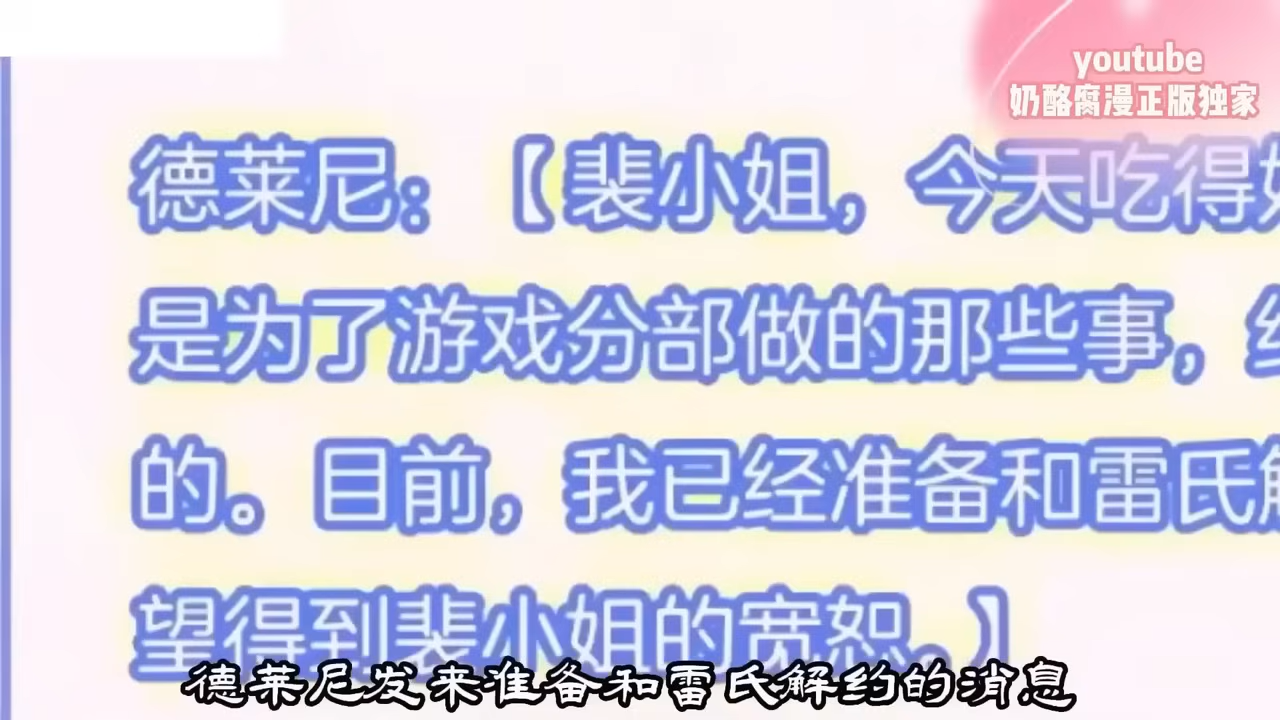 youtube
奶酪腐漫正版独家
德莱尼：【裴小姐，今天吃得
是为了游戏分部做的那些事，
的。目前，我已经准备和雷氏
望得到裴小姐的宽恕。】
德莱尼发来准备和雷氏解约的消息